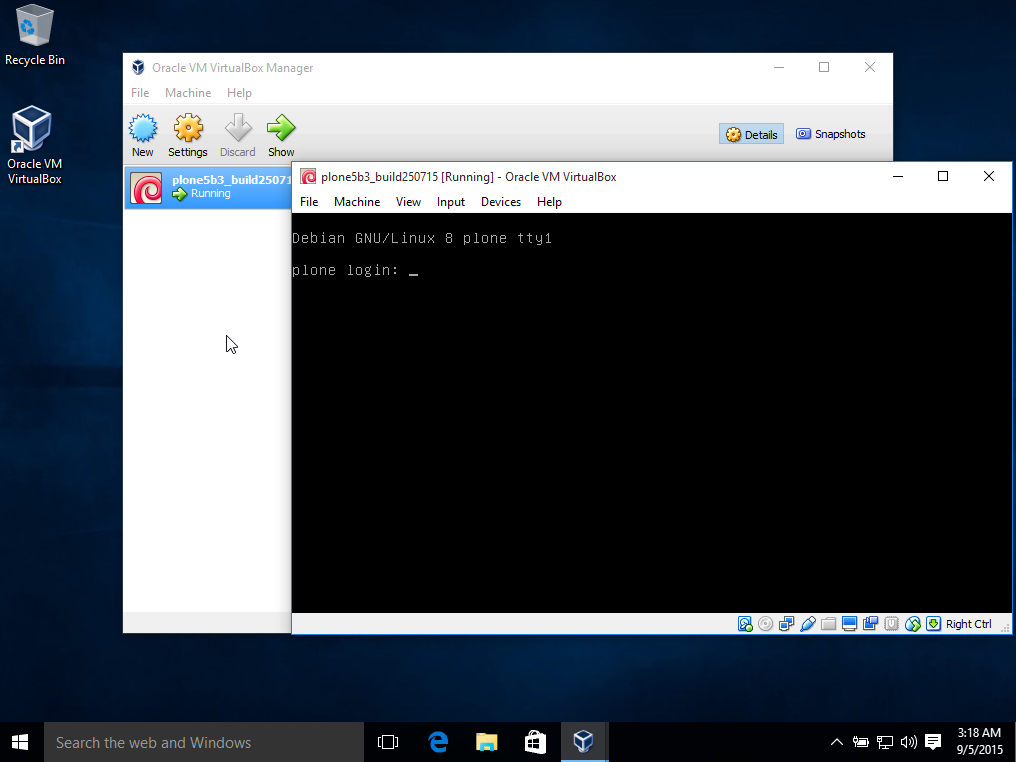 Recycle Bin
Oracle VM
VirtualBox
Oracle VM VirtualBox Manager
File Machine Help
New Settings Discard Show
Details Snapshots
plone5b3_build25071
Running
plone5b3_build250715 [Running] - Oracle VM VirtualBox
File Machine View Input Devices Help
Debian GNU/Linux 8 plone tty1
plone login: _
Right Ctrl
Search the web and Windows
3:18 AM
9/5/2015